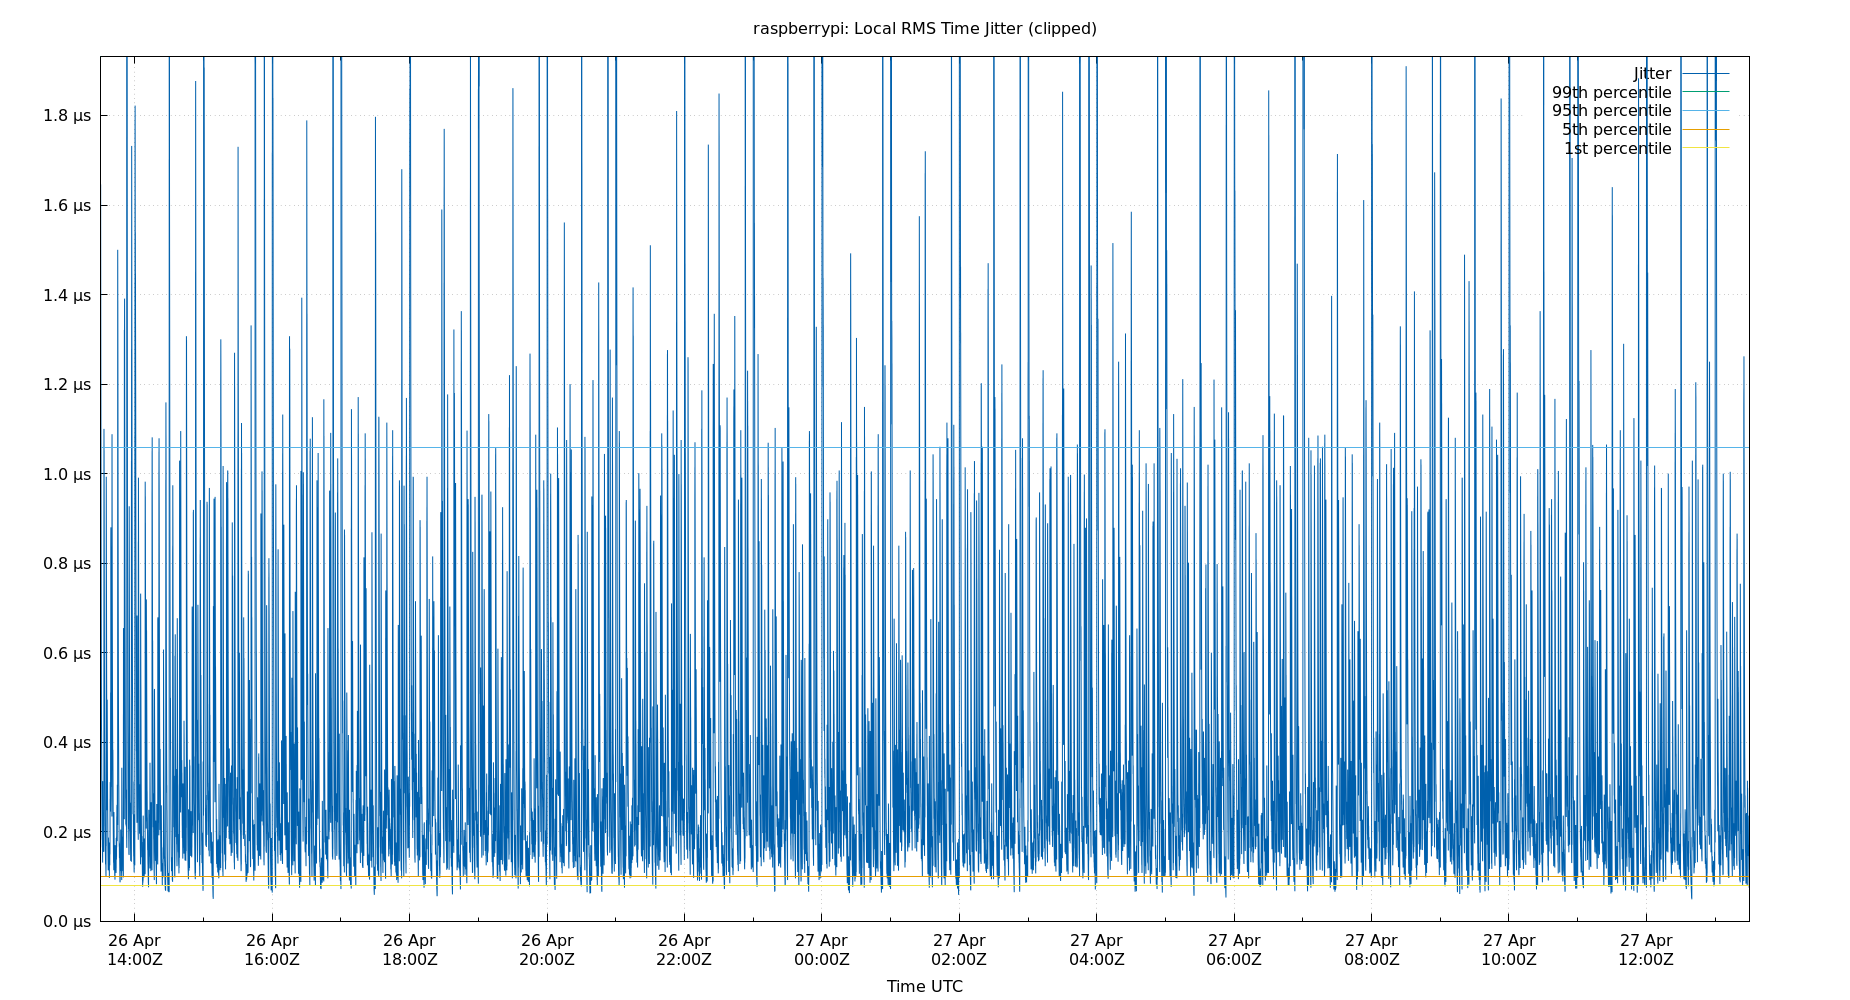 raspberrypi: Local RMS Time Jitter (clipped)
Jitter
99th percentile
95th percentile
5th percentile
1st percentile
1.8 µs
1.6 µs
1.4 µs
1.2 µs
1.0 µs
0.8 µs
0.6 µs
0.4 µs
0.2 µs
0.0 µs
26 Apr 26 Apr 26 Apr 26 Apr 26 Apr 27 Apr 27 Apr 27 Apr 27 Apr 27 Apr 27 Apr 27 Apr
14:00Z 16:00Z 18:00Z 20:00Z 22:00Z 00:00Z 02:00Z 04:00Z 06:00Z 08:00Z 10:00Z 12:00Z
Time UTC